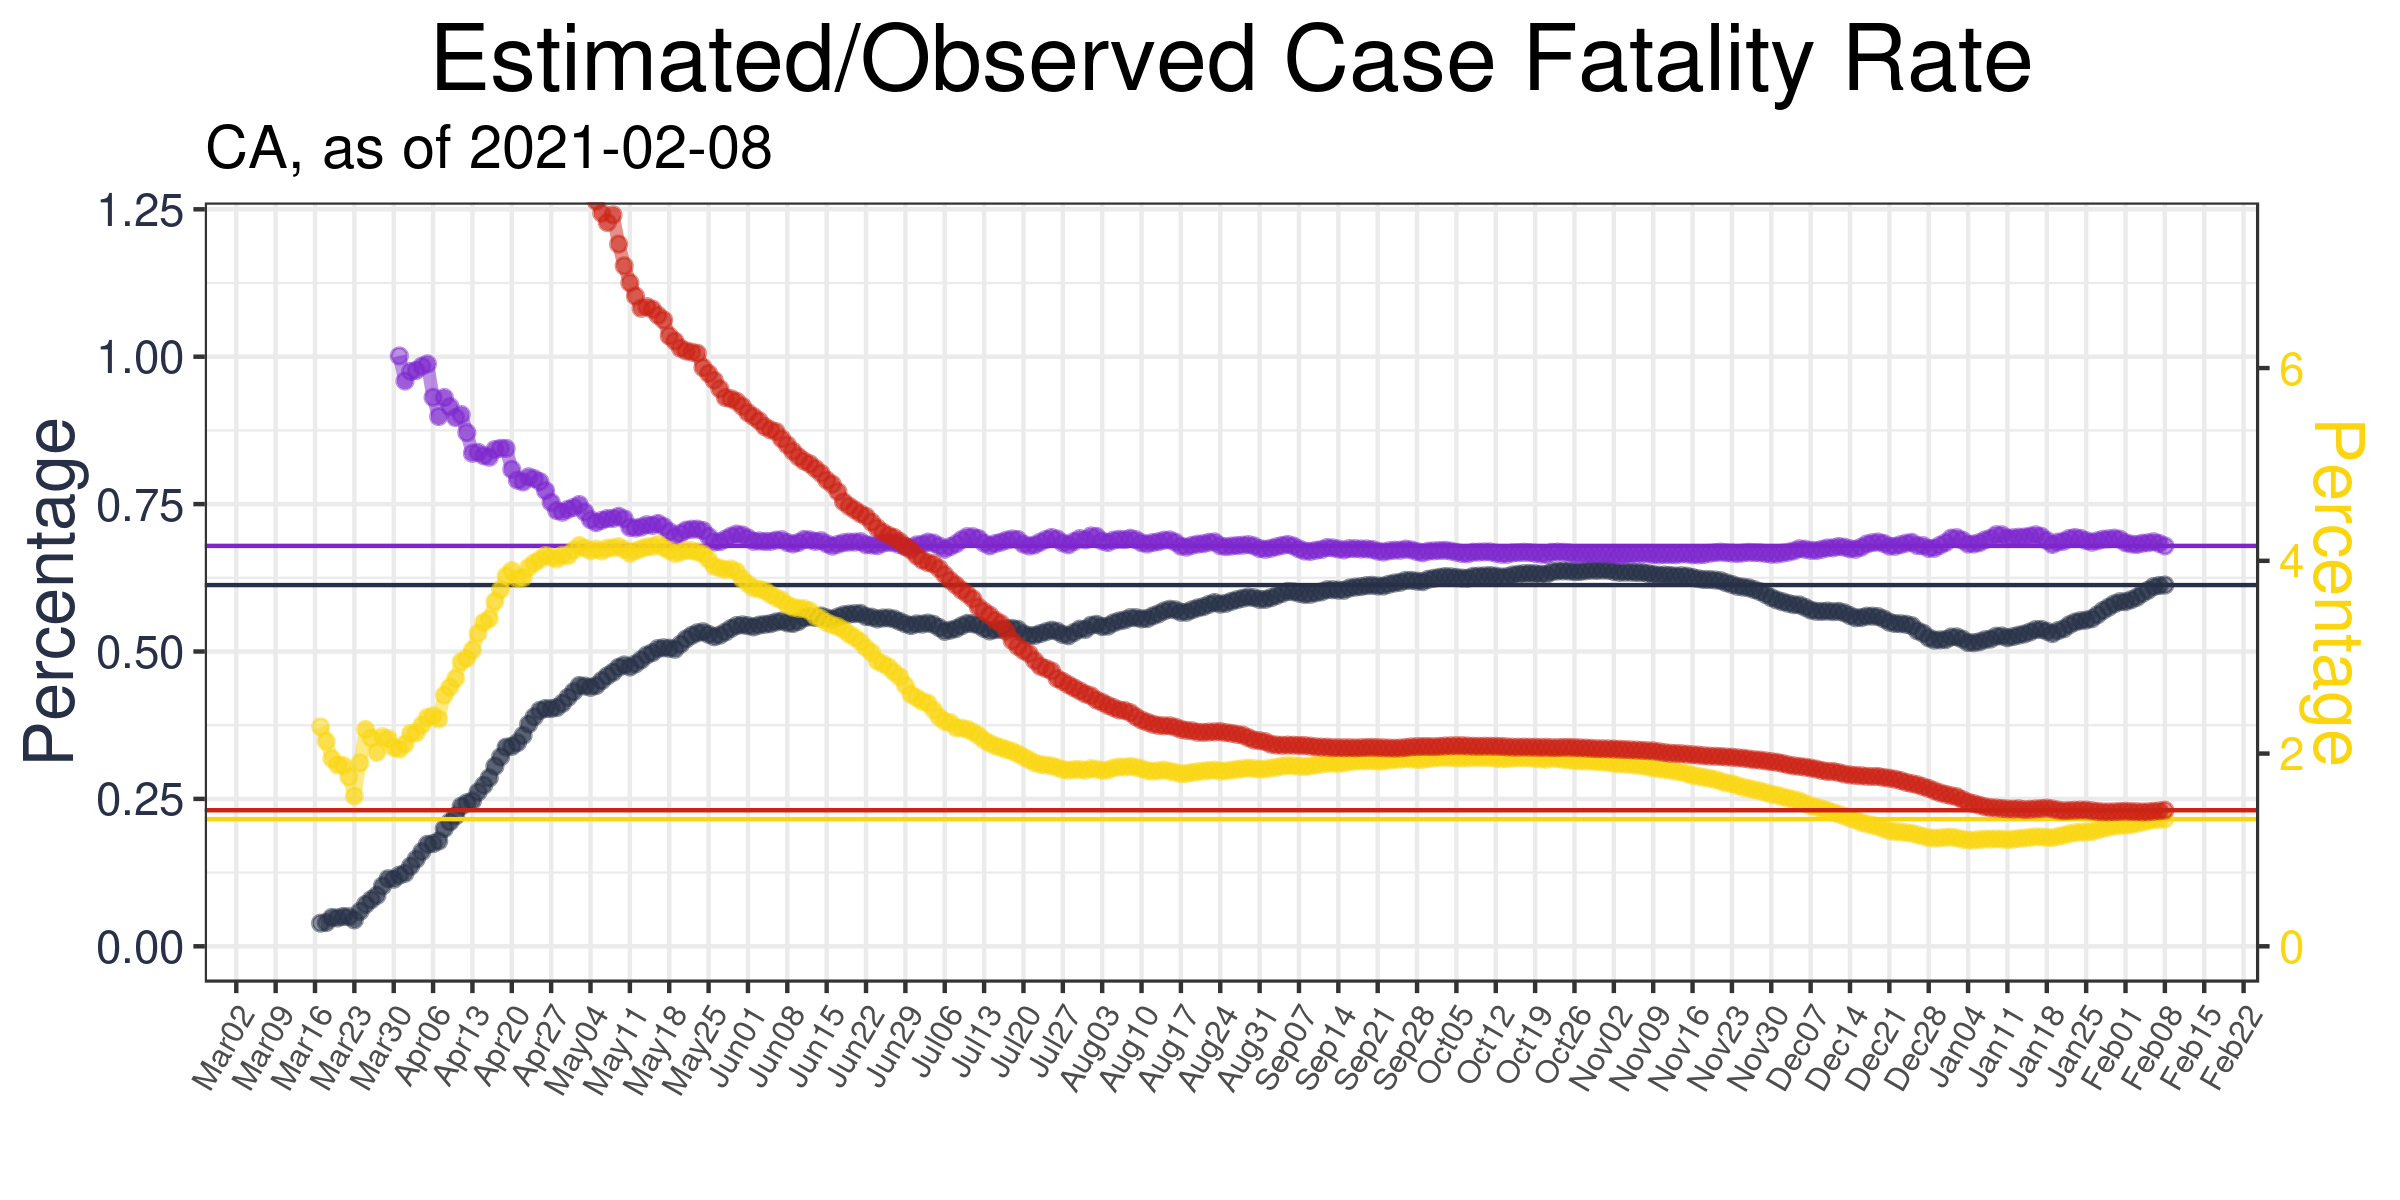 Estimated/Observed Case Fatality Rate
CA, as of 2021-02-08
Percentage
1.25
1.00
0.75
0.50
0.25
0.00
6
4
2
0
Percentage
Mar02
Mar09
Mar16
Mar23
Mar30
Apr06
Apr13
Apr20
Apr27
May04
May11
May18
May25
Jun01
Jun08
Jun15
Jun22
Jun29
Jul06
Jul13
Jul20
Jul27
Aug03
Aug10
Aug17
Aug24
Aug31
Sep07
Sep14
Sep21
Sep28
Oct05
Oct12
Oct19
Oct26
Nov02
Nov09
Nov16
Nov23
Nov30
Dec07
Dec14
Dec21
Dec28
Jan04
Jan11
Jan18
Jan25
Feb01
Feb08
Feb15
Feb22